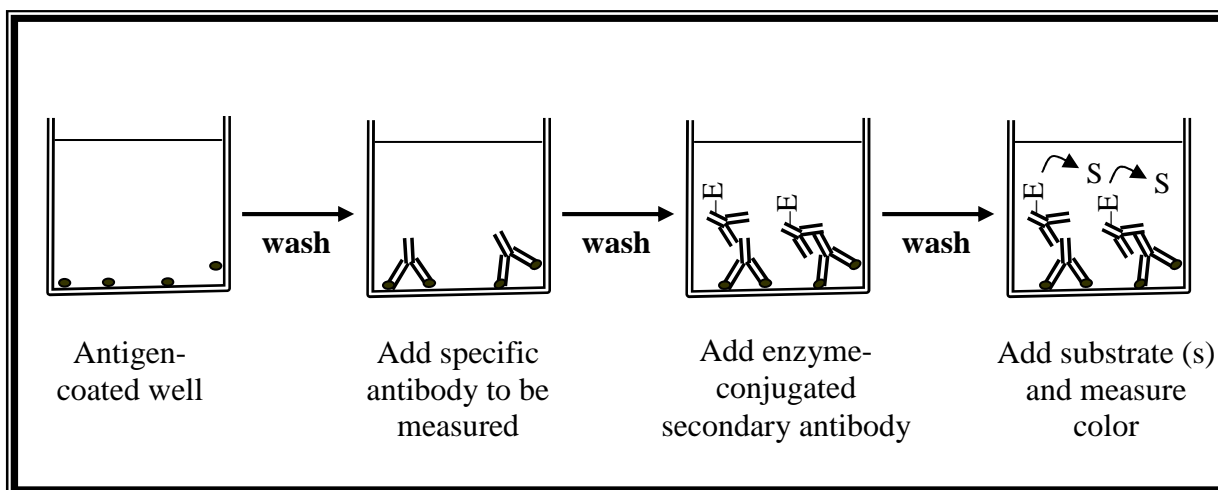 E
E
E
S
E
S
wash
wash
wash
Antigen-
coated well
Add specific
antibody to be
measured
Add enzyme-
conjugated
secondary antibody
Add substrate (s)
and measure
color